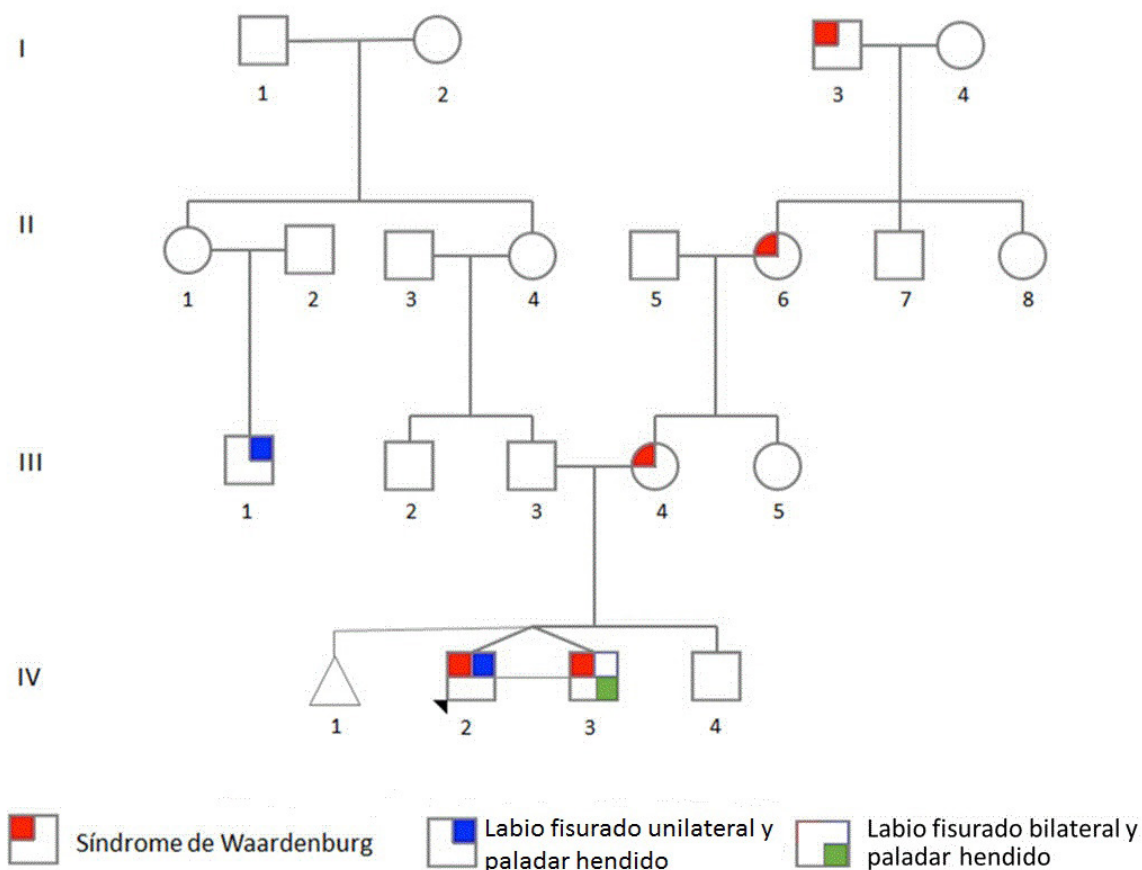 I
1 2 3 4
II
1 2 3 4 5 6 7 8
III
1 2 3 4 5
IV
1 2 3 4
Síndrome de Waardenburg
Labio fisurado unilateral y
paladar hendido
Labio fisurado bilateral y
paladar hendido